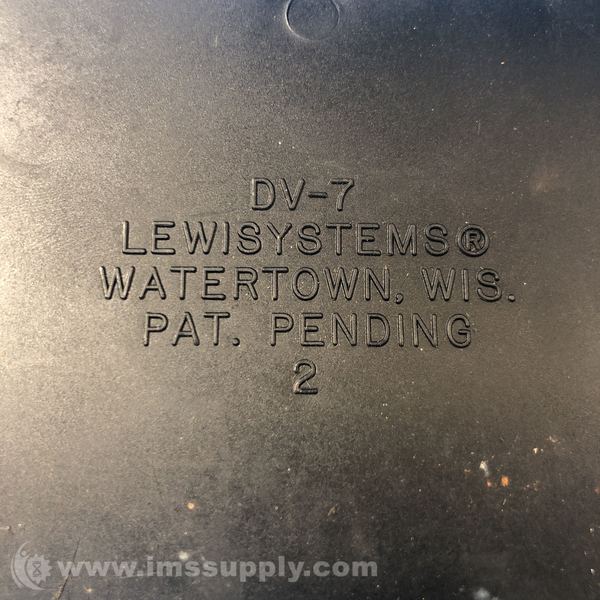 DV-7
LEWISYSTEMS®
WATERTOWN, WIS.
PAT. PENDING
2
www.imssupply.com